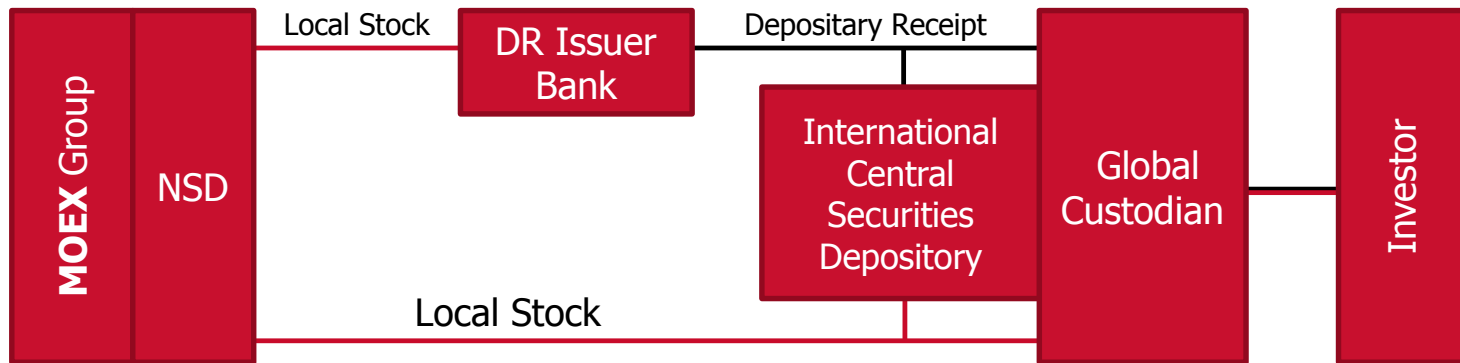 MOEX Group
NSD
Local Stock
DR Issuer
Bank
Depositary Receipt
International
Central
Securities
Depository
Global
Custodian
Investor
Local Stock